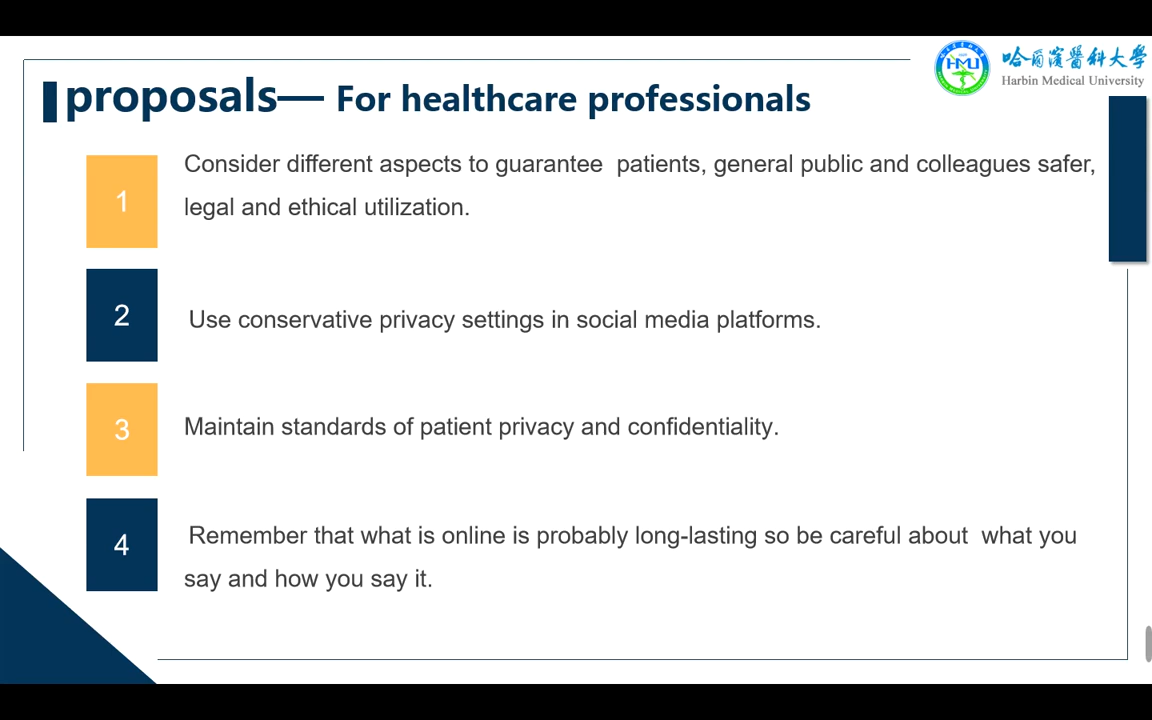 哈爾濱醫科大學
Harbin Medical University
proposals— For healthcare professionals
1
Consider different aspects to guarantee patients, general public and colleagues safer,
legal and ethical utilization.
2
Use conservative privacy settings in social media platforms.
3
Maintain standards of patient privacy and confidentiality.
4
Remember that what is online is probably long-lasting so be careful about what you
say and how you say it.
HMU